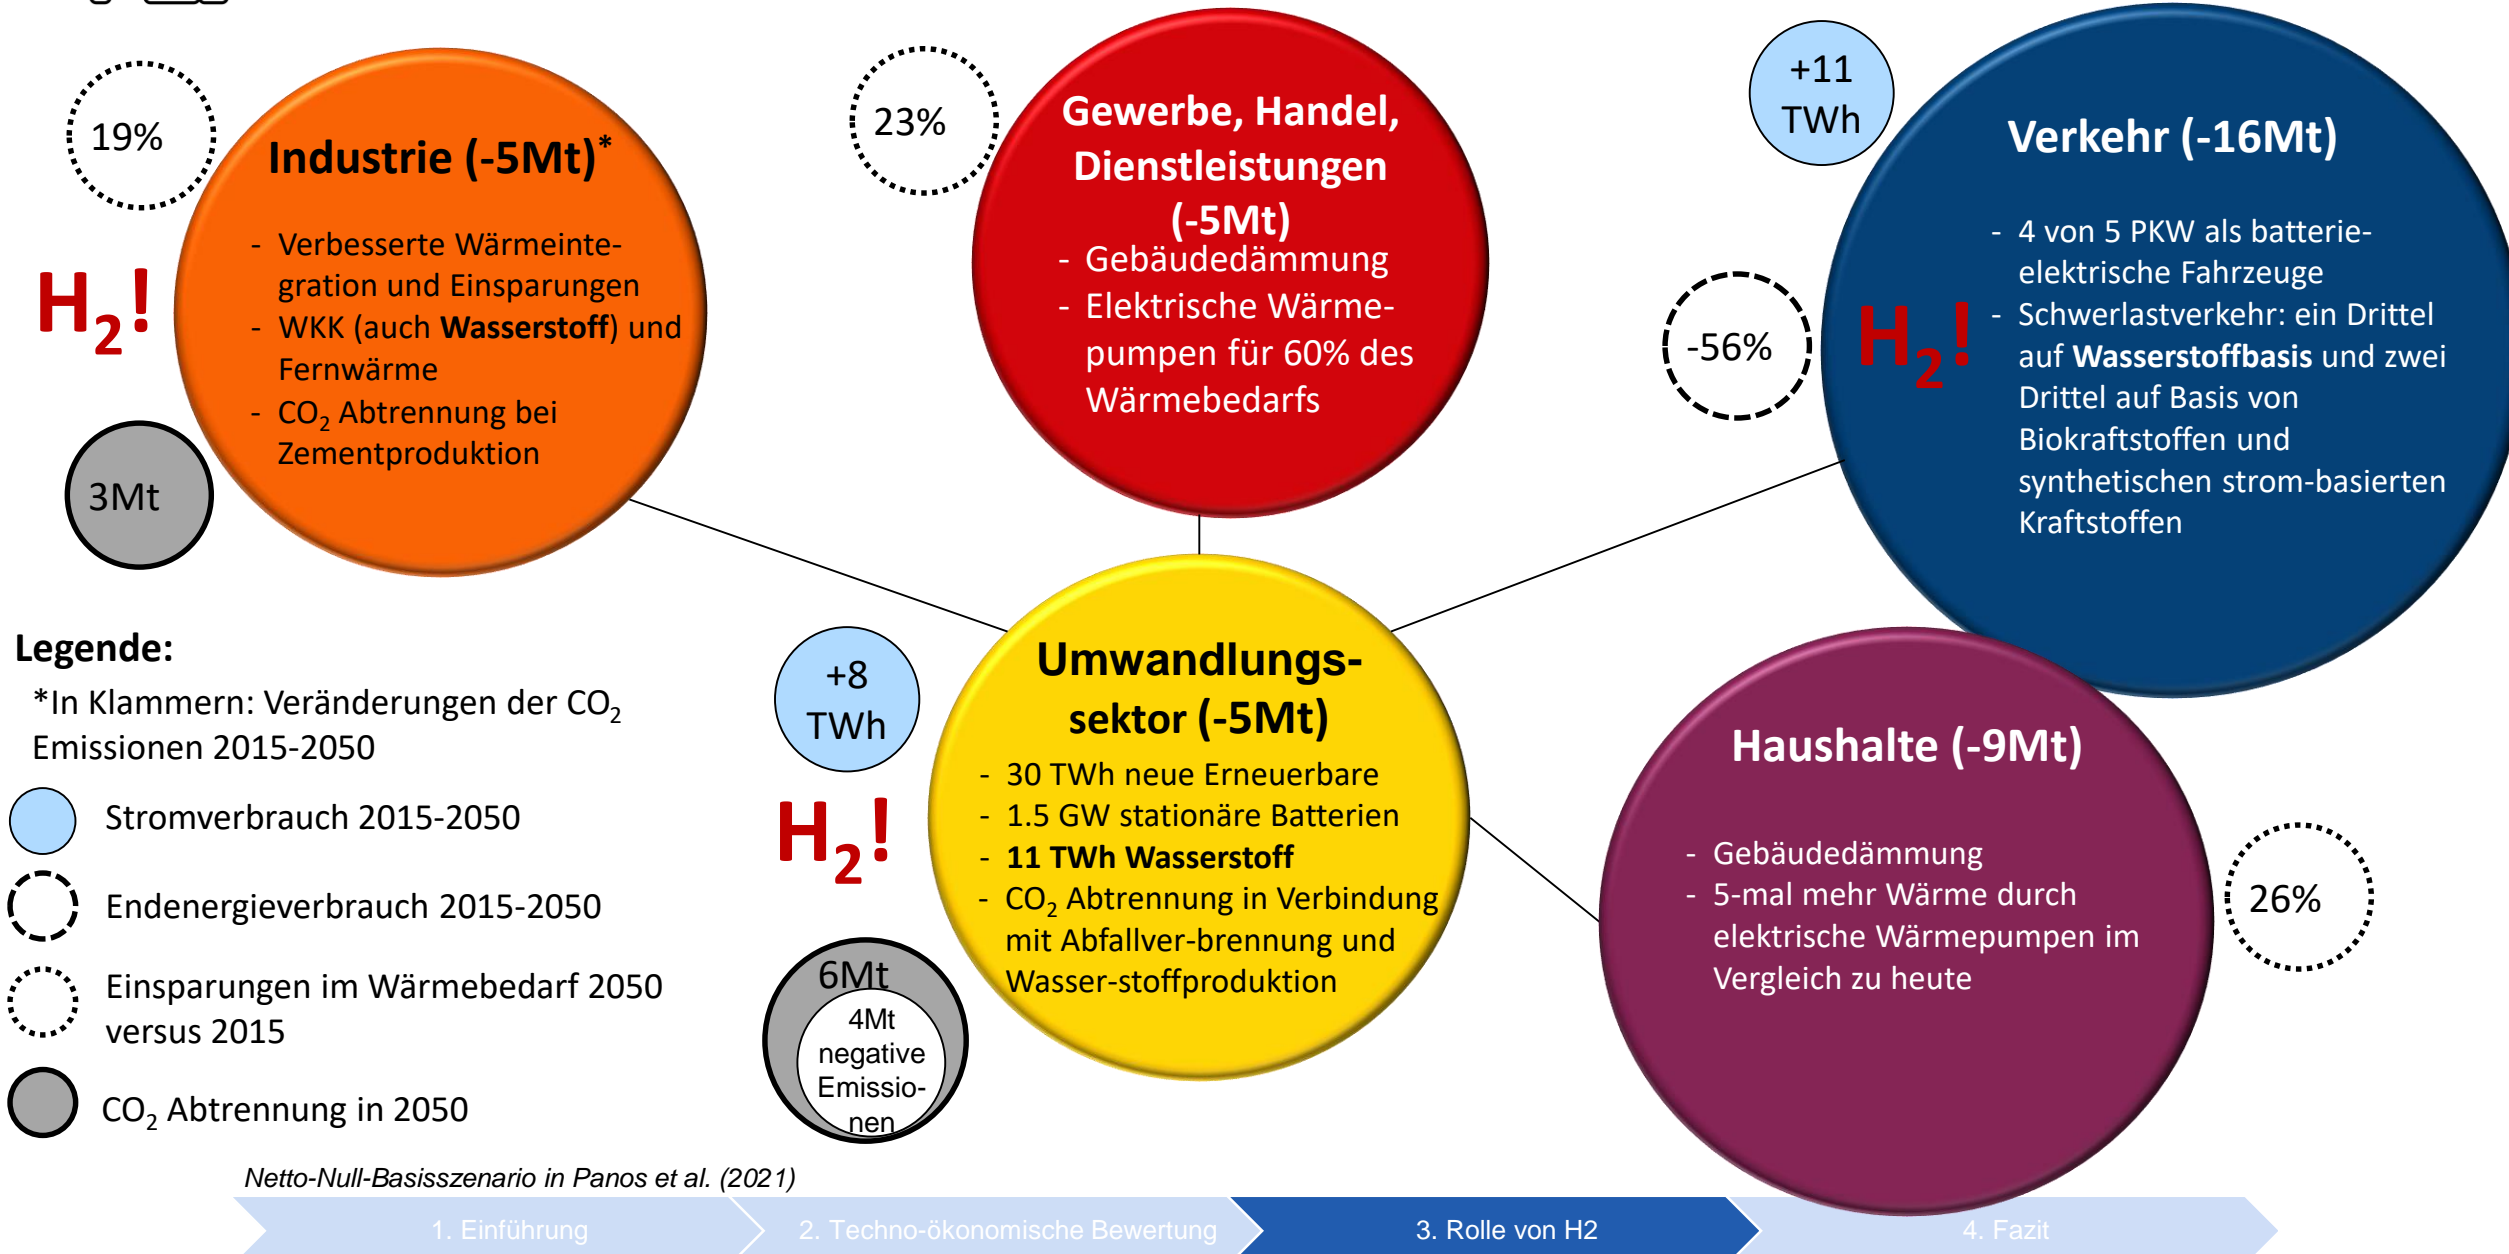 19%
Industrie (-5Mt)*
- Verbesserte Wärmeinte-
gration und Einsparungen
- WKK (auch Wasserstoff) und
Fernwärme
- CO₂ Abtrennung bei
Zementproduktion
H₂!
3Mt
23%
Gewerbe, Handel,
Dienstleistungen
(-5Mt)
- Gebäudedämmung
- Elektrische Wärme-
pumpen für 60% des
Wärmebedarfs
+11
TWh
Verkehr (-16Mt)
- 4 von 5 PKW als batterie-
elektrische Fahrzeuge
- Schwerlastverkehr: ein Drittel
auf Wasserstoffbasis und zwei
Drittel auf Basis von
Biokraftstoffen und
synthetischen strom-basierten
Kraftstoffen
-56%
H₂!
Legende:
*In Klammern: Veränderungen der CO₂
Emissionen 2015-2050
Stromverbrauch 2015-2050
Endenergieverbrauch 2015-2050
Einsparungen im Wärmebedarf 2050
versus 2015
CO₂ Abtrennung in 2050
+8
TWh
H₂!
6Mt
4Mt
negative
Emissio-
nen
Umwandlungs-
sektor (-5Mt)
- 30 TWh neue Erneuerbare
- 1.5 GW stationäre Batterien
- 11 TWh Wasserstoff
- CO₂ Abtrennung in Verbindung
mit Abfallver-brennung und
Wasser-stoffproduktion
Haushalte (-9Mt)
- Gebäudedämmung
- 5-mal mehr Wärme durch
elektrische Wärmepumpen im
Vergleich zu heute
26%
Netto-Null-Basisszenario in Panos et al. (2021)
1. Einführung
2. Techno-ökonomische Bewertung
3. Rolle von H2
4. Fazit